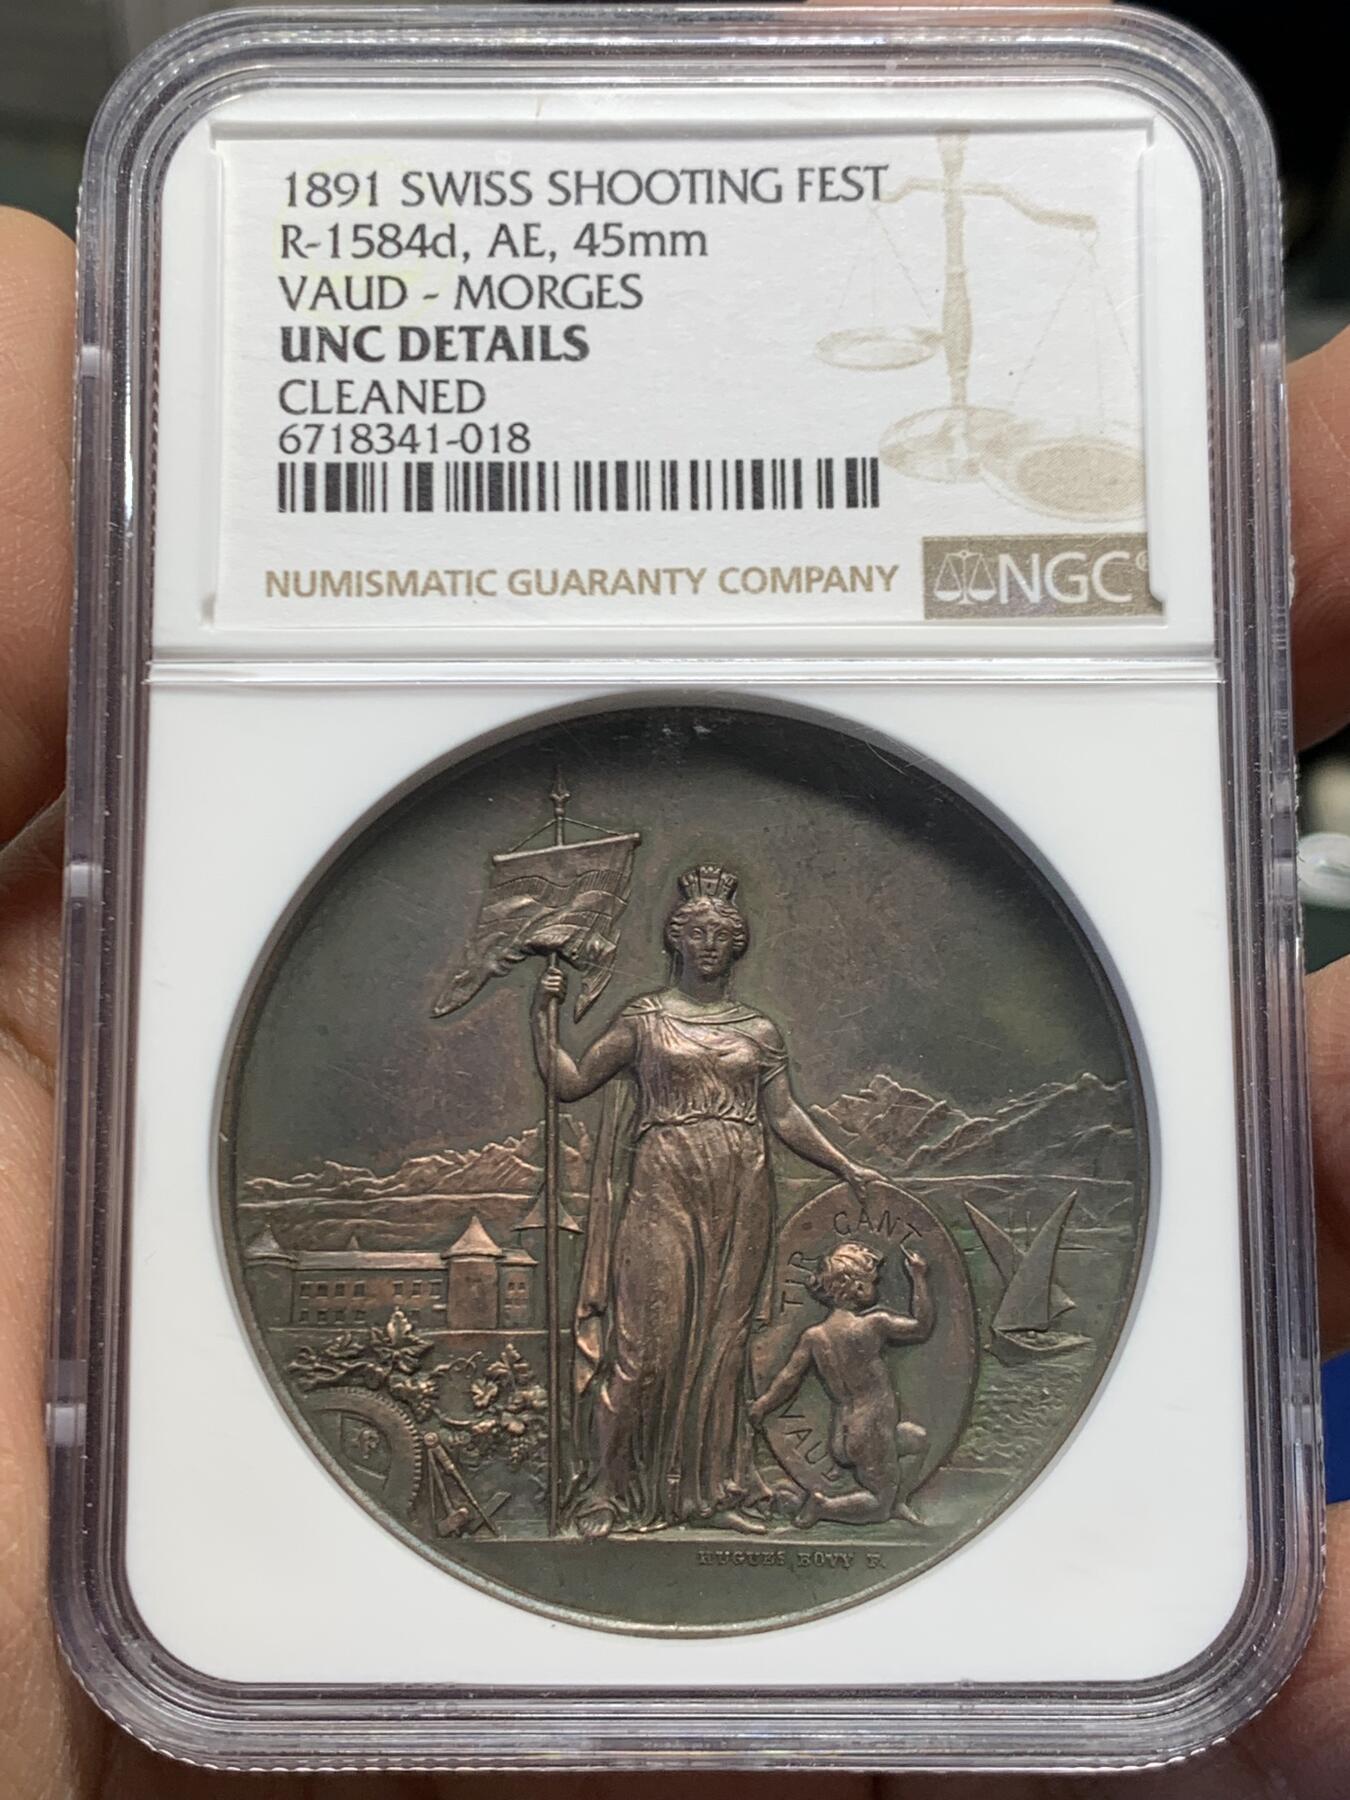 1891 SWISS SHOOTING FEST
R-1584d, AE, 45mm
VAUD - MORGES
UNC DETAILS
CLEANED
6718341-018
NUMISMATIC GUARANTY COMPANY
NGC®
TIR CANT
VAUD
HUGUES BOVY F.